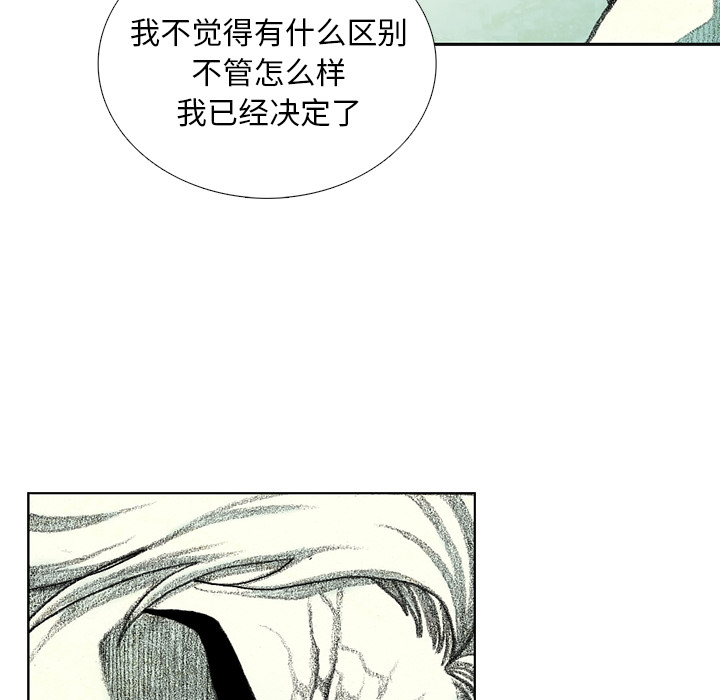 我不觉得有什么区别
不管怎么样
我已经决定了